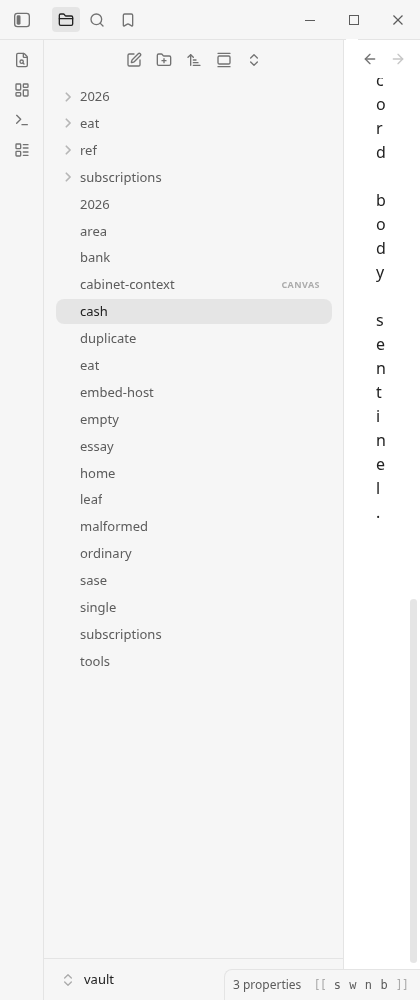 2026
eat
ref
subscriptions
2026
area
bank
cabinet-context CANVAS
cash
duplicate
eat
embed-host
empty
essay
home
leaf
malformed
ordinary
sase
single
subscriptions
tools
vault
c
o
r
d
b
o
d
y
s
e
n
t
i
n
e
l
.
3 properties [[ s w n b ]]